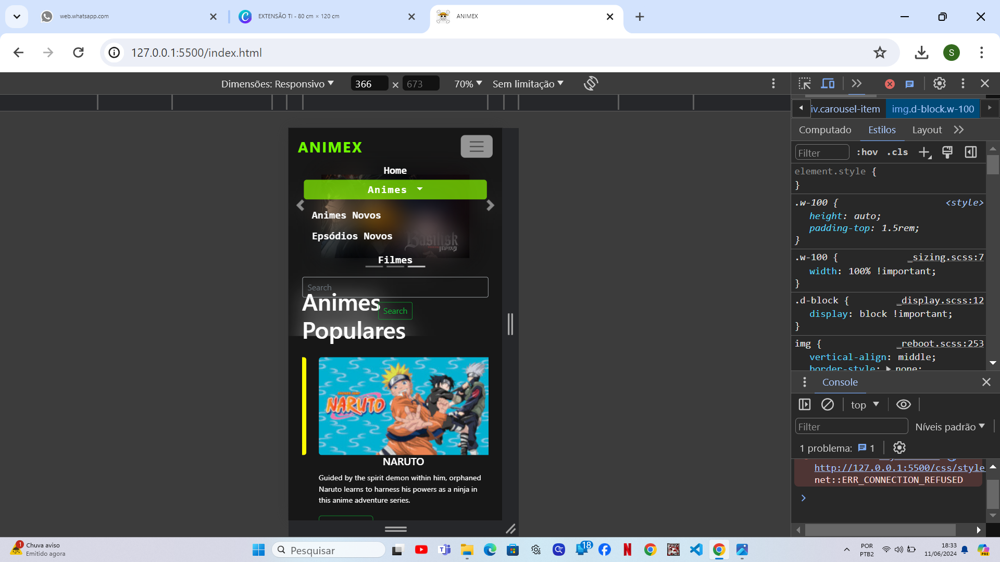 web.whatsapp.com
EXTENSÃO TI - 80 cm × 120 cm
ANIMEX
127.0.0.1:5500/index.html
S
Dimensões: Responsivo
366 × 673
70%
Sem limitação
iv.carousel-item
img.d-block.w-100
Computado
Estilos
Layout
Filter
:hov
.cls
element.style {
}
.w-100 {
<style>
height: auto;
padding-top: 1.5rem;
}
.w-100 {
_sizing.scss:7
width: 100% !important;
}
.d-block {
_display.scss:12
display: block !important;
}
img {
_reboot.scss:253
vertical-align: middle;
border-style: none;
Console
top
Filter
Níveis padrão
1 problema: 1
http://127.0.0.1:5500/css/style.
net::ERR_CONNECTION_REFUSED
ANIMEX
Home
Animes
Animes Novos
Epsódios Novos
Basilisk
Filmes
Search
Search
Animes
Populares
NARUTO
NARUTO
Guided by the spirit demon within him, orphaned
Naruto learns to harness his powers as a ninja in
this anime adventure series.
1
Chuva aviso
Emitido agora
Pesquisar
18
POR
PTB2
18:33
11/06/2024
PRE